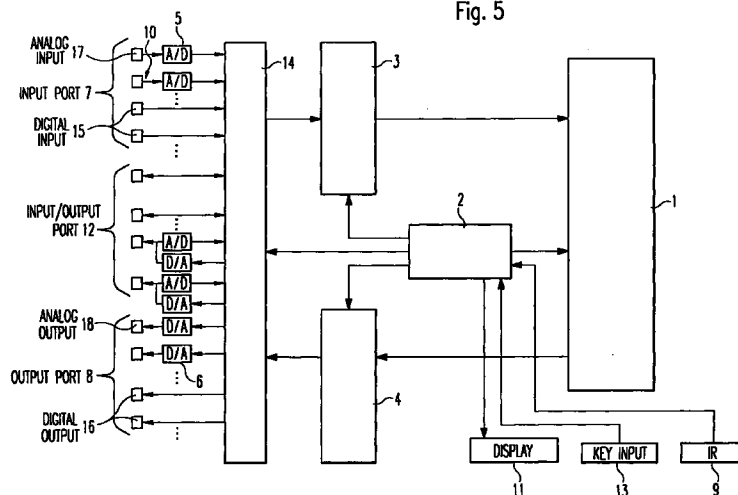 Fig. 5
ANALOG
INPUT 17
10
5
A/D
14
3
1
INPUT PORT 7
A/D
DIGITAL 15
INPUT
INPUT/OUTPUT
PORT 12
2
A/D
D/A
A/D
D/A
ANALOG
OUTPUT 18
D/A
OUTPUT PORT 8
D/A
6
DIGITAL 16
OUTPUT
4
DISPLAY
KEY INPUT
IR
11
13
9